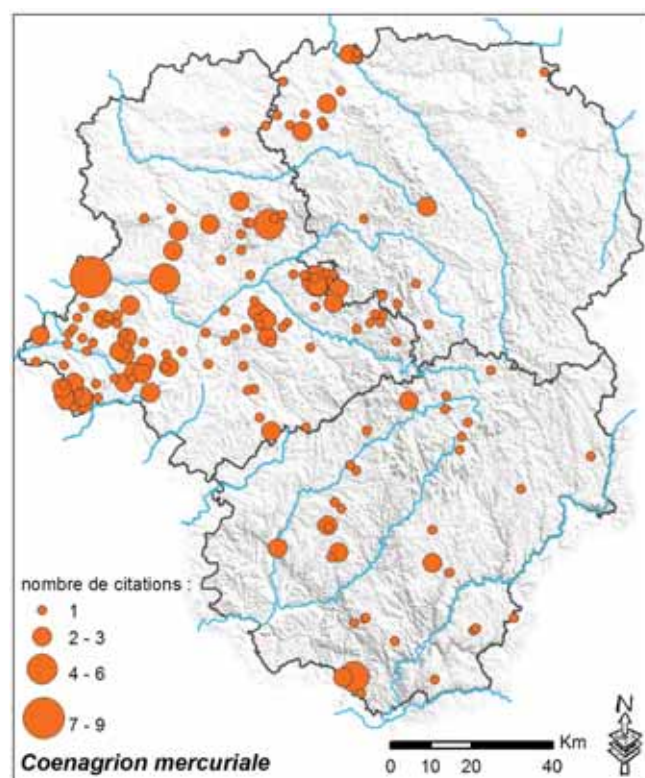 nombre de citations :
1
2 - 3
4 - 6
7 - 9
Coenagrion mercuriale
N
Km
0 10 20 40